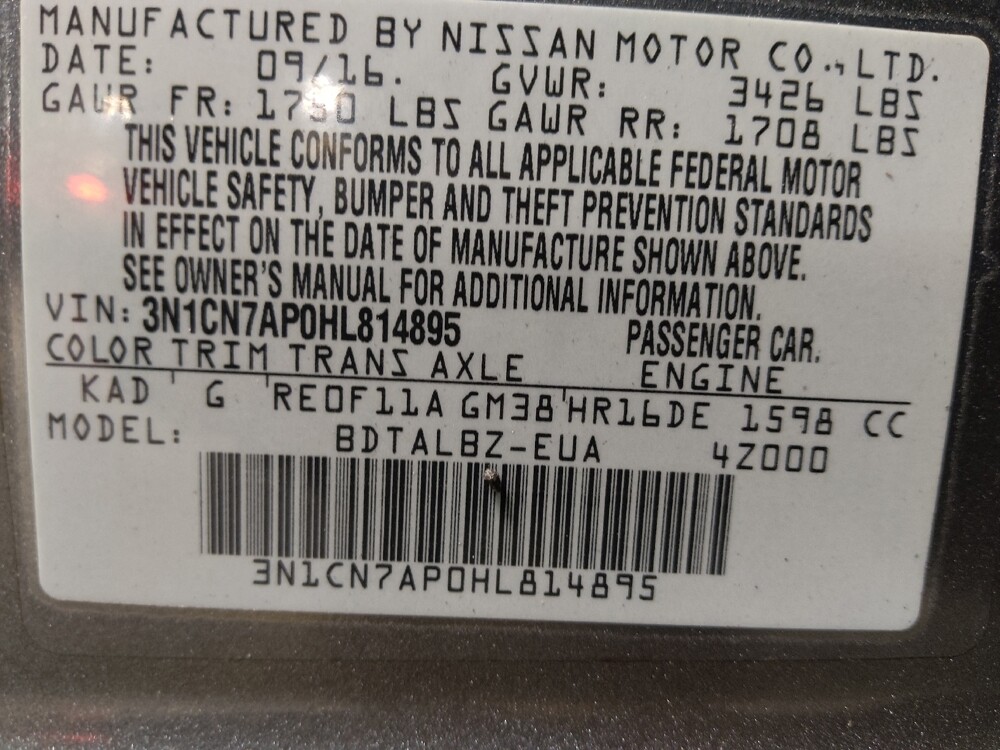 MANUFACTURED BY NISSAN MOTOR CO., LTD.
DATE: 09/16. GVWR: 3426 LBS
GAWR FR: 1730 LBS GAWR RR: 1708 LBS
THIS VEHICLE CONFORMS TO ALL APPLICABLE FEDERAL MOTOR
VEHICLE SAFETY, BUMPER AND THEFT PREVENTION STANDARDS
IN EFFECT ON THE DATE OF MANUFACTURE SHOWN ABOVE.
SEE OWNER'S MANUAL FOR ADDITIONAL INFORMATION.
VIN: 3N1CN7AP0HL814895 PASSENGER CAR.
COLOR TRIM TRANS AXLE ENGINE
KAD G RE0F11A GM38 HR16DE 1598 CC
MODEL: BDTALBZ-EUA 4Z000
3N1CN7AP0HL814895